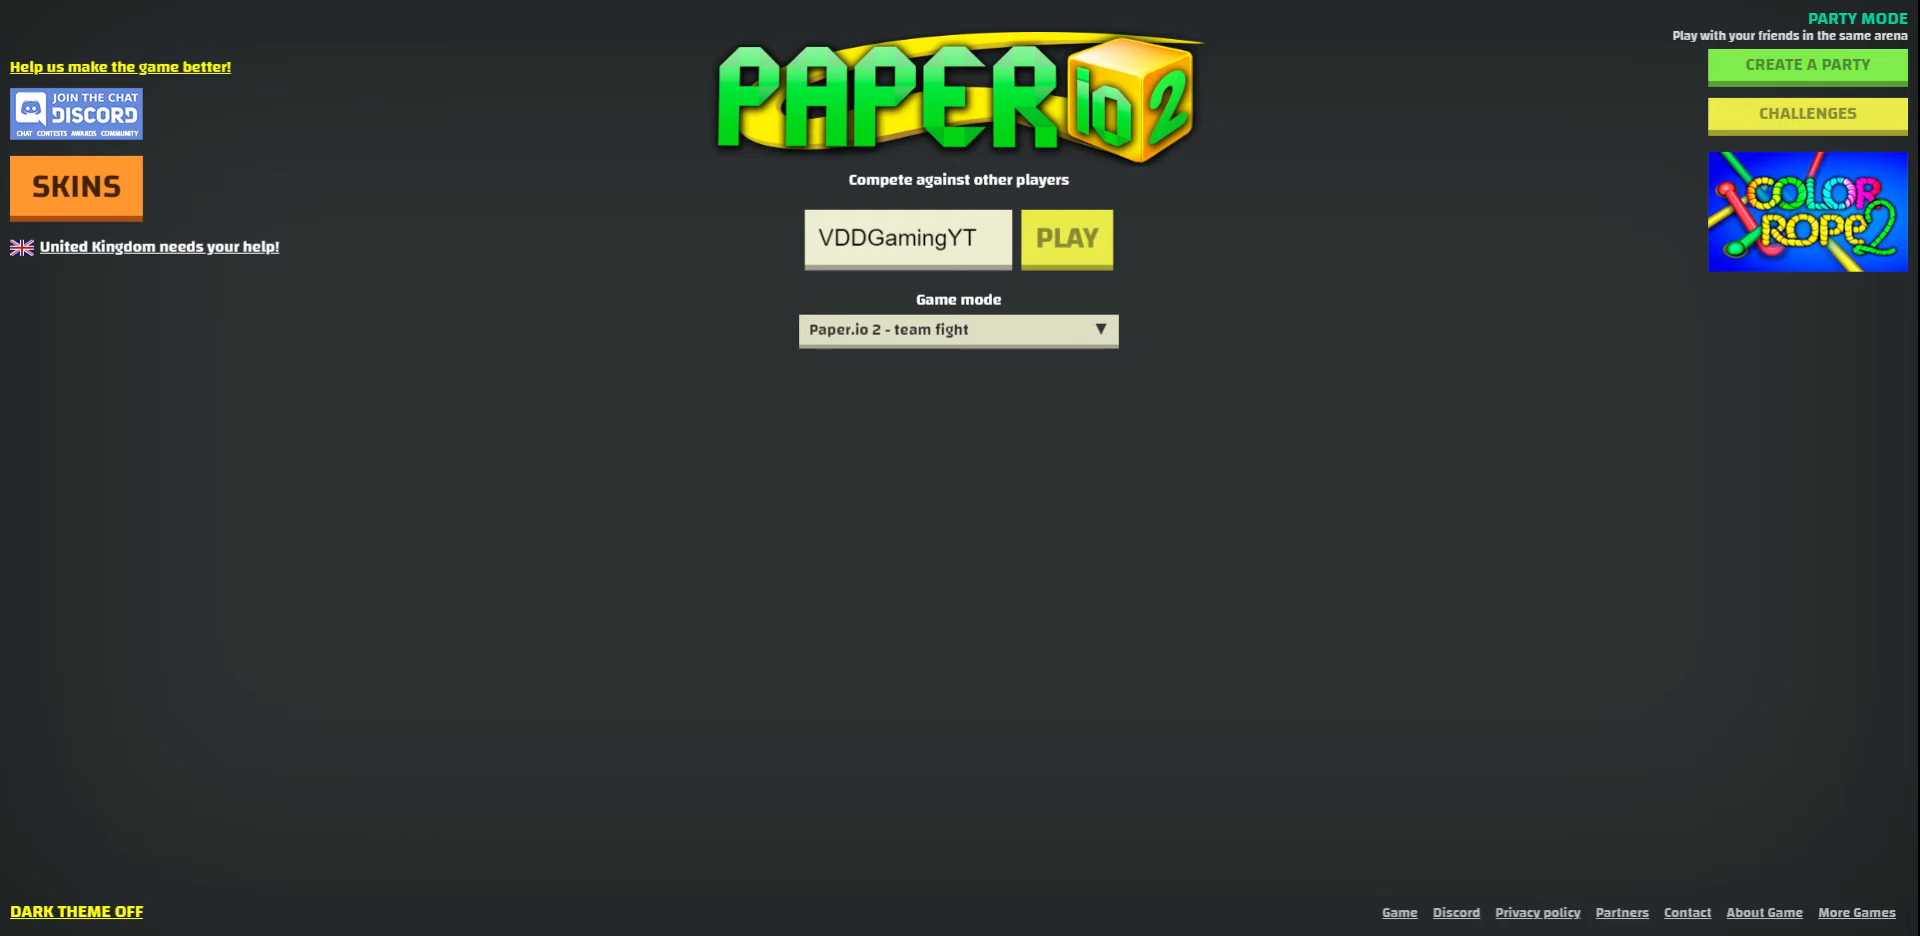 Help us make the game better!
JOIN THE CHAT
DISCORD
CHAT CONTESTS AWARDS COMMUNITY
SKINS
United Kingdom needs your help!
PAPER io 2
Compete against other players
VDDGamingYT
PLAY
Game mode
Paper.io 2 - team fight ▼
PARTY MODE
Play with your friends in the same arena
CREATE A PARTY
CHALLENGES
COLOR
ROPE 2
DARK THEME OFF
Game Discord Privacy policy Partners Contact About Game More Games